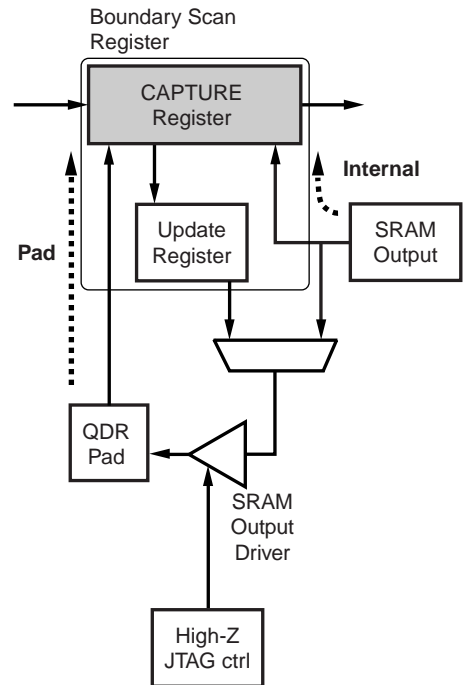 Boundary Scan
Register
CAPTURE
Register
Internal
Pad
Update
Register
SRAM
Output
QDR
Pad
SRAM
Output
Driver
High-Z
JTAG ctrl